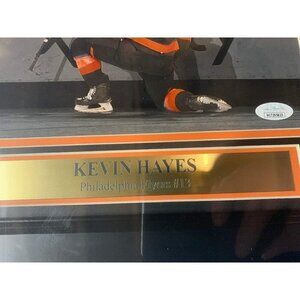 KEVIN HAYES
Philadelphia Flyers #13